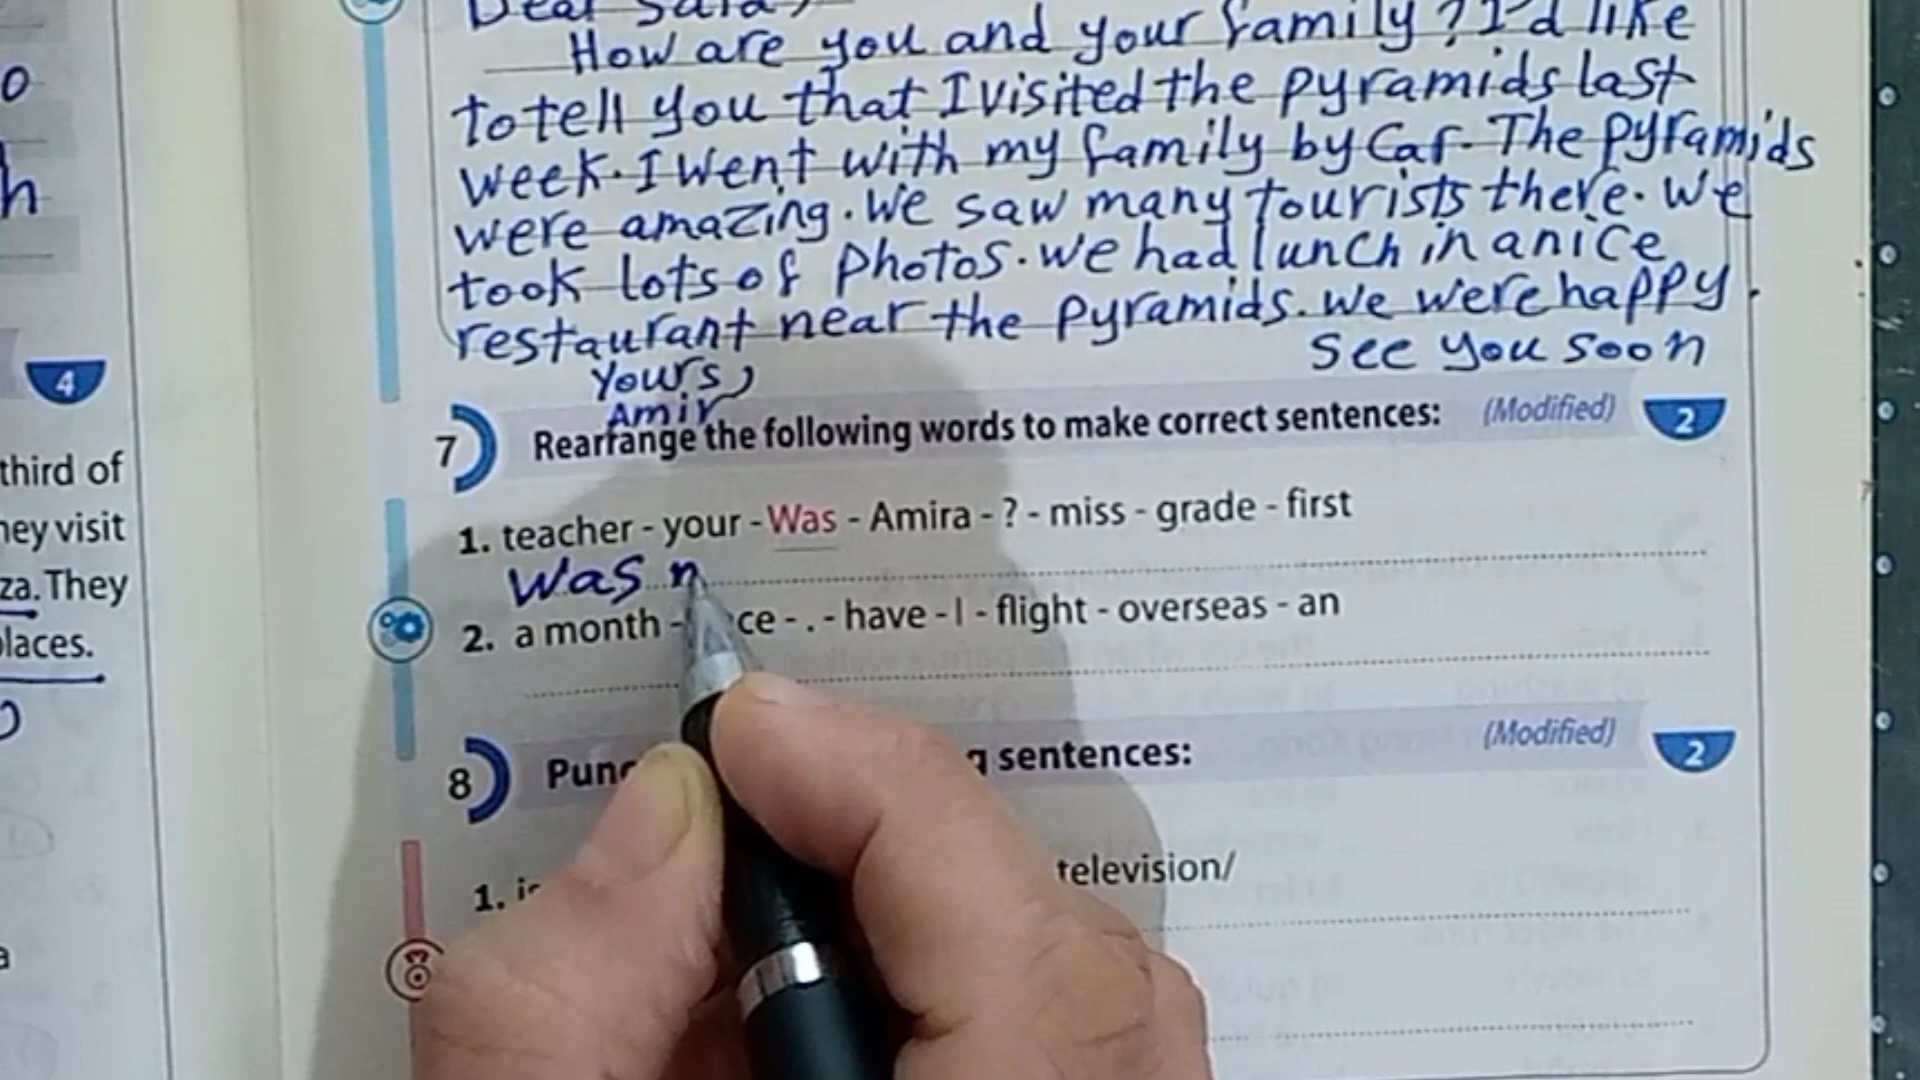 Dear Sara,
How are you and your family? I'd like
to tell you that I visited the pyramids last
week. I went with my family by Car. The pyramids
were amazing. We saw many tourists there. We
took lots of photos. we had lunch in a nice
restaurant near the pyramids. we were happy.
see you soon
yours,
Amir
7 Rearrange the following words to make correct sentences: (Modified) 2
1. teacher - your - Was - Amira - ? - miss - grade - first
Was
2. a month - - . - have - I - flight - overseas - an
8 sentences: (Modified) 2
1. television/
o
h
4
third of
hey visit
za. They
places.